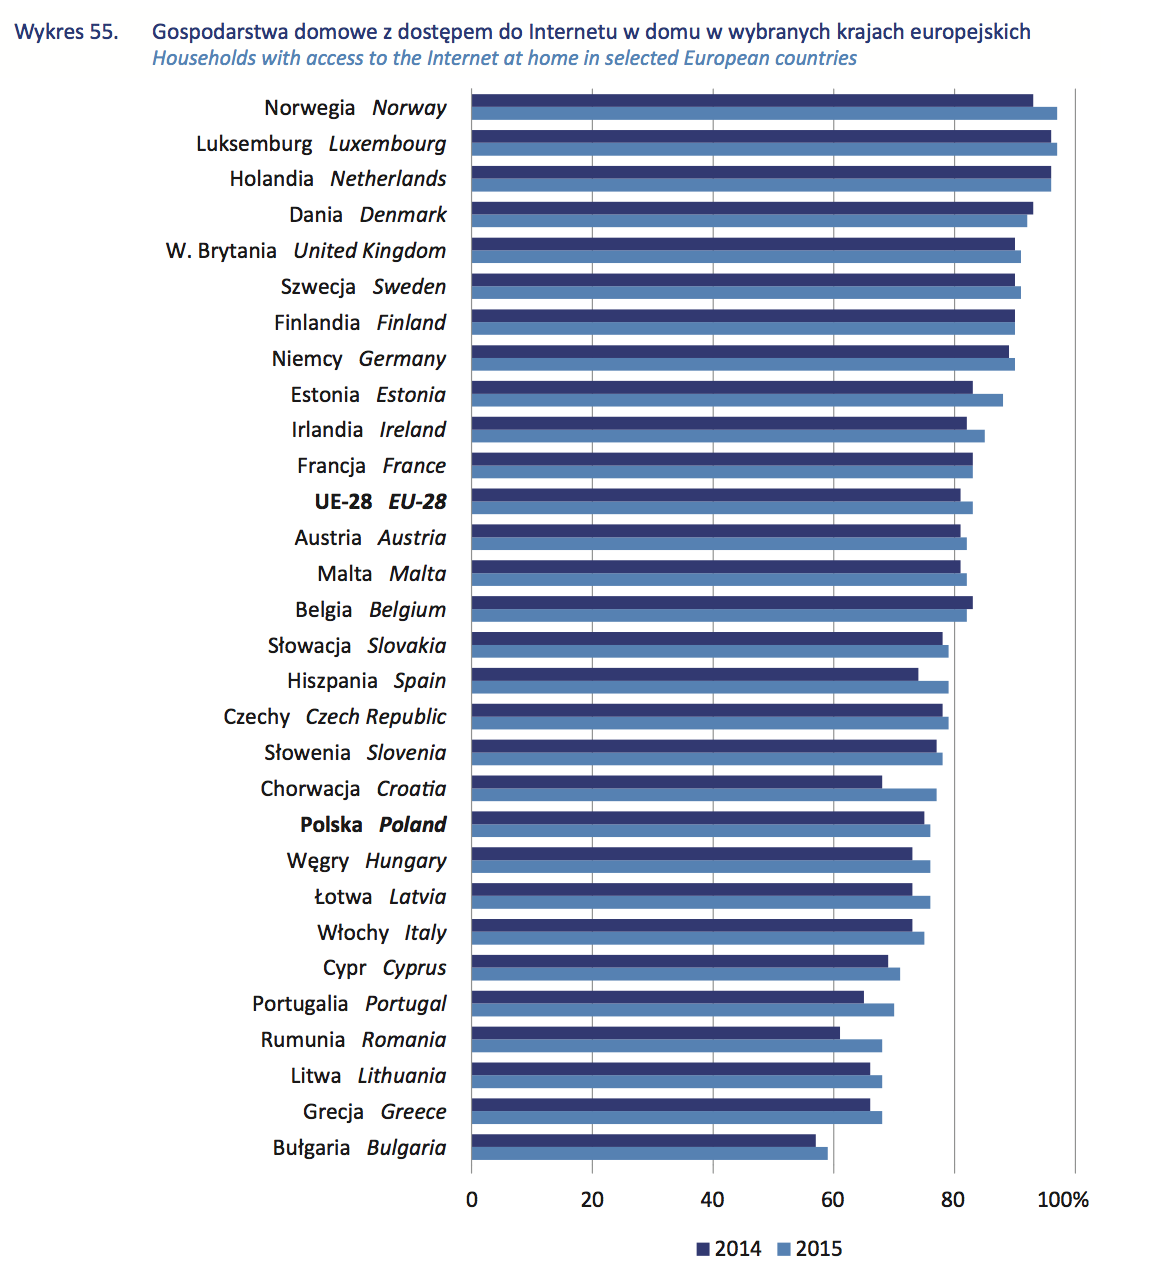 Wykres 55. Gospodarstwa domowe z dostępem do Internetu w domu w wybranych krajach europejskich
Households with access to the Internet at home in selected European countries
Norwegia Norway
Luksemburg Luxembourg
Holandia Netherlands
Dania Denmark
W. Brytania United Kingdom
Szwecja Sweden
Finlandia Finland
Niemcy Germany
Estonia Estonia
Irlandia Ireland
Francja France
UE-28 EU-28
Austria Austria
Malta Malta
Belgia Belgium
Słowacja Slovakia
Hiszpania Spain
Czechy Czech Republic
Słowenia Slovenia
Chorwacja Croatia
Polska Poland
Węgry Hungary
Łotwa Latvia
Włochy Italy
Cypr Cyprus
Portugalia Portugal
Rumunia Romania
Litwa Lithuania
Grecja Greece
Bułgaria Bulgaria
0 20 40 60 80 100%
2014 2015